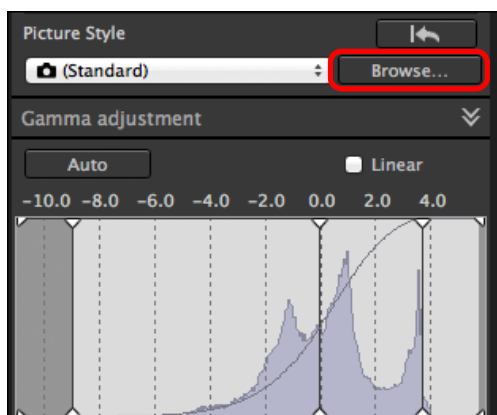 Picture Style
(Standard) Browse...
Gamma adjustment
Auto Linear
-10.0 -8.0 -6.0 -4.0 -2.0 0.0 2.0 4.0